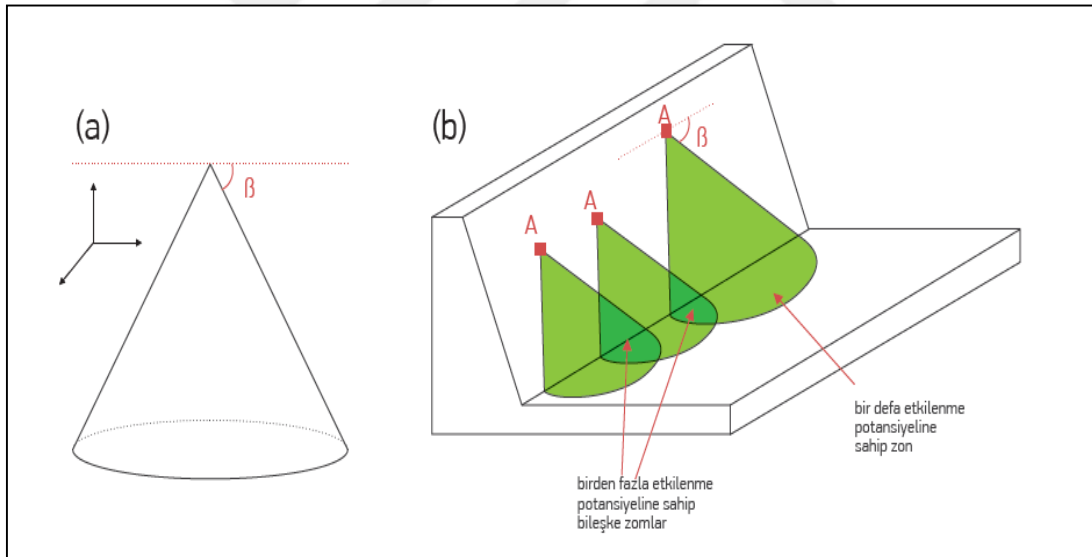 (a)
ß
(b)
A
ß
A
A
bir defa etkilenme
potansiyeline
sahip zon
birden fazla etkilenme
potansiyeline sahip
bileşke zomlar